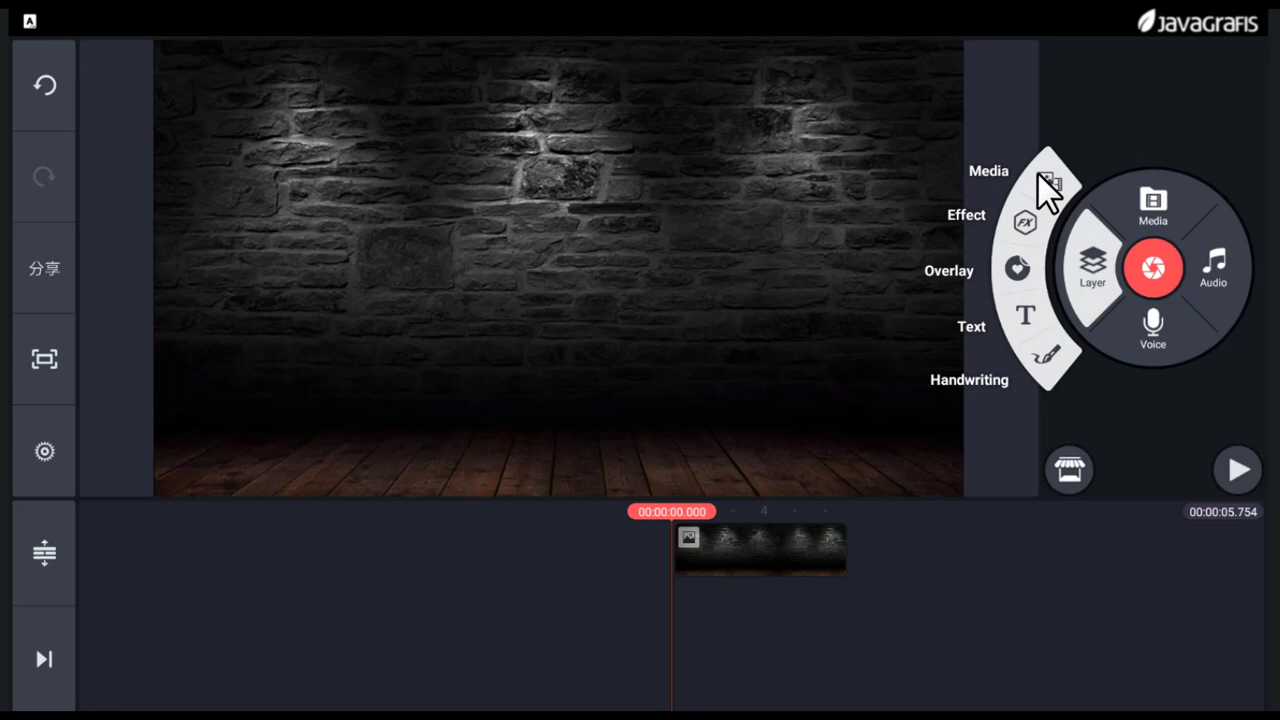 A
JAVAGRAFIS
分享
Media
Effect
Overlay
Text
Handwriting
Media
Layer
Audio
Voice
FX
T
00:00:00.000
4
00:00:05.754